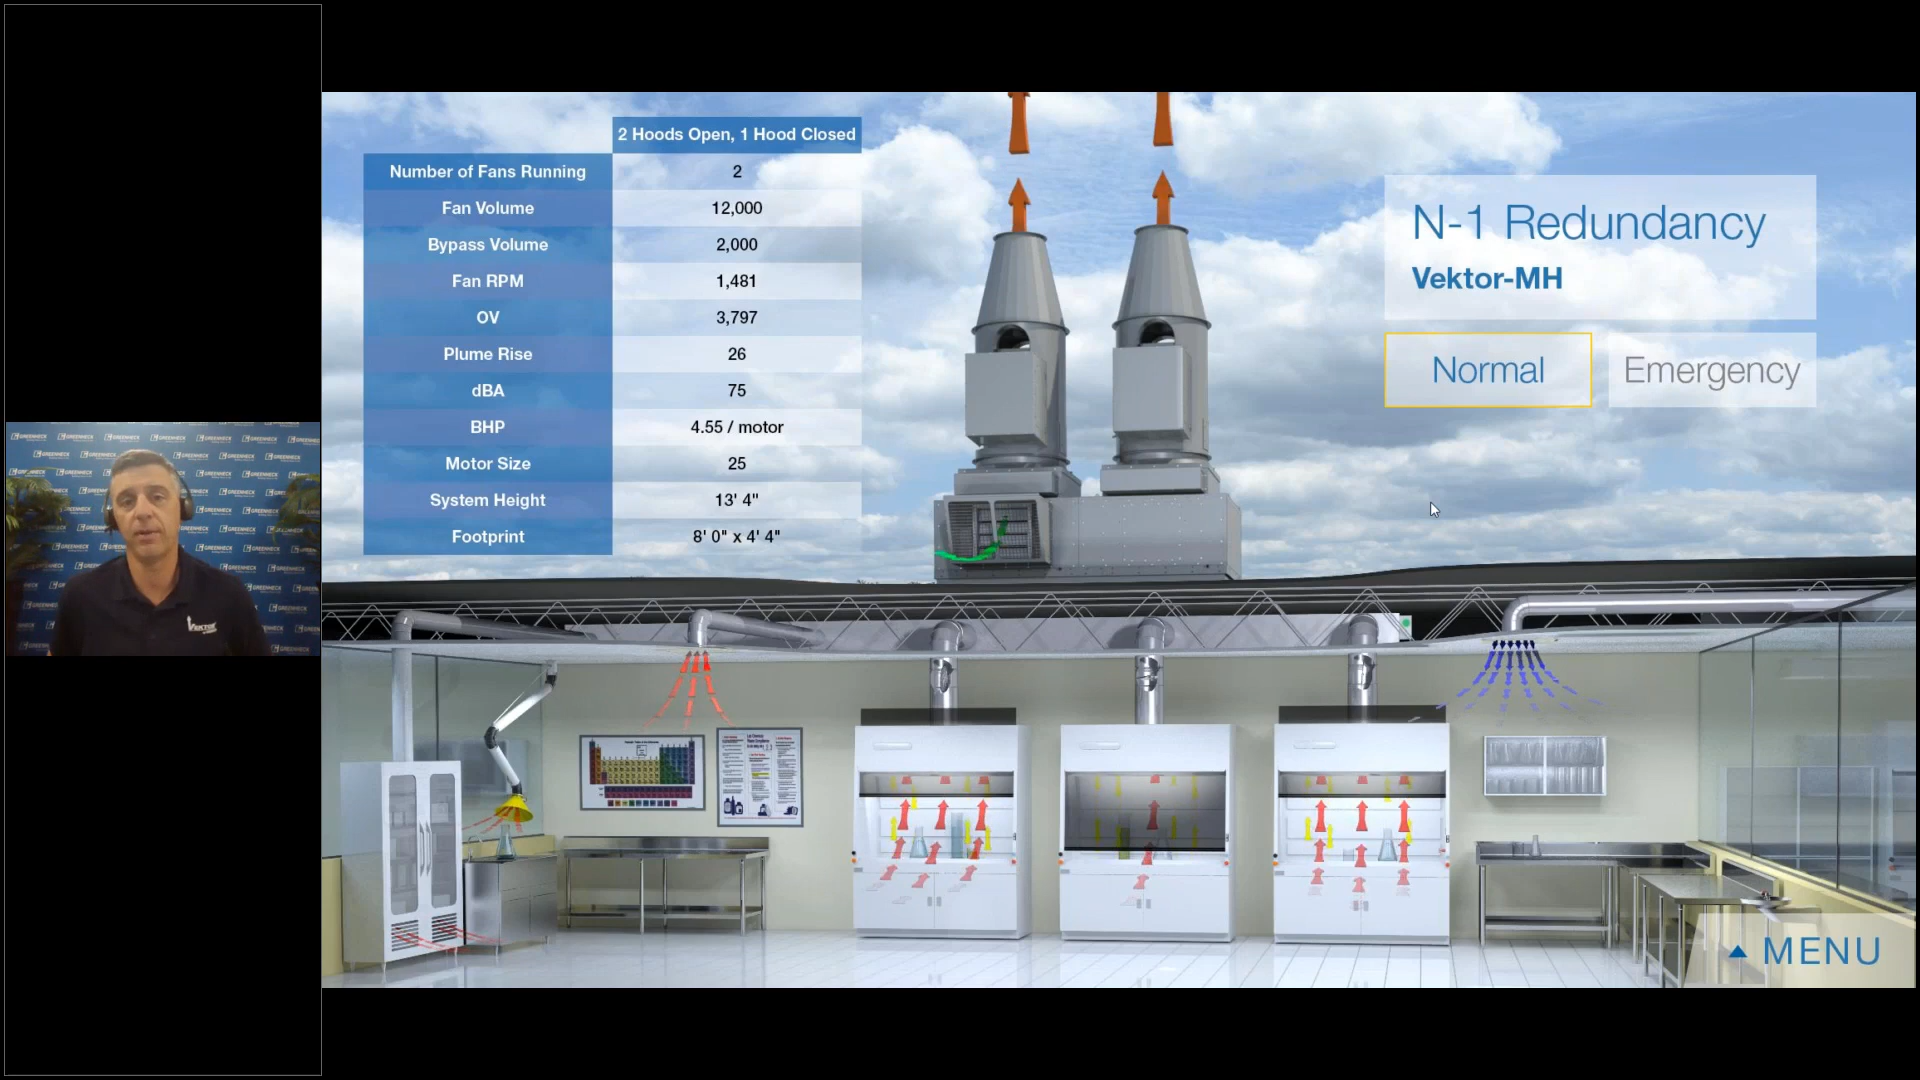 2 Hoods Open, 1 Hood Closed
Number of Fans Running 2
Fan Volume 12,000
Bypass Volume 2,000
Fan RPM 1,481
OV 3,797
Plume Rise 26
dBA 75
BHP 4.55 / motor
Motor Size 25
System Height 13' 4"
Footprint 8' 0" x 4' 4"
N-1 Redundancy
Vektor-MH
Normal
Emergency
GREENHECK
VEKTOR
MENU